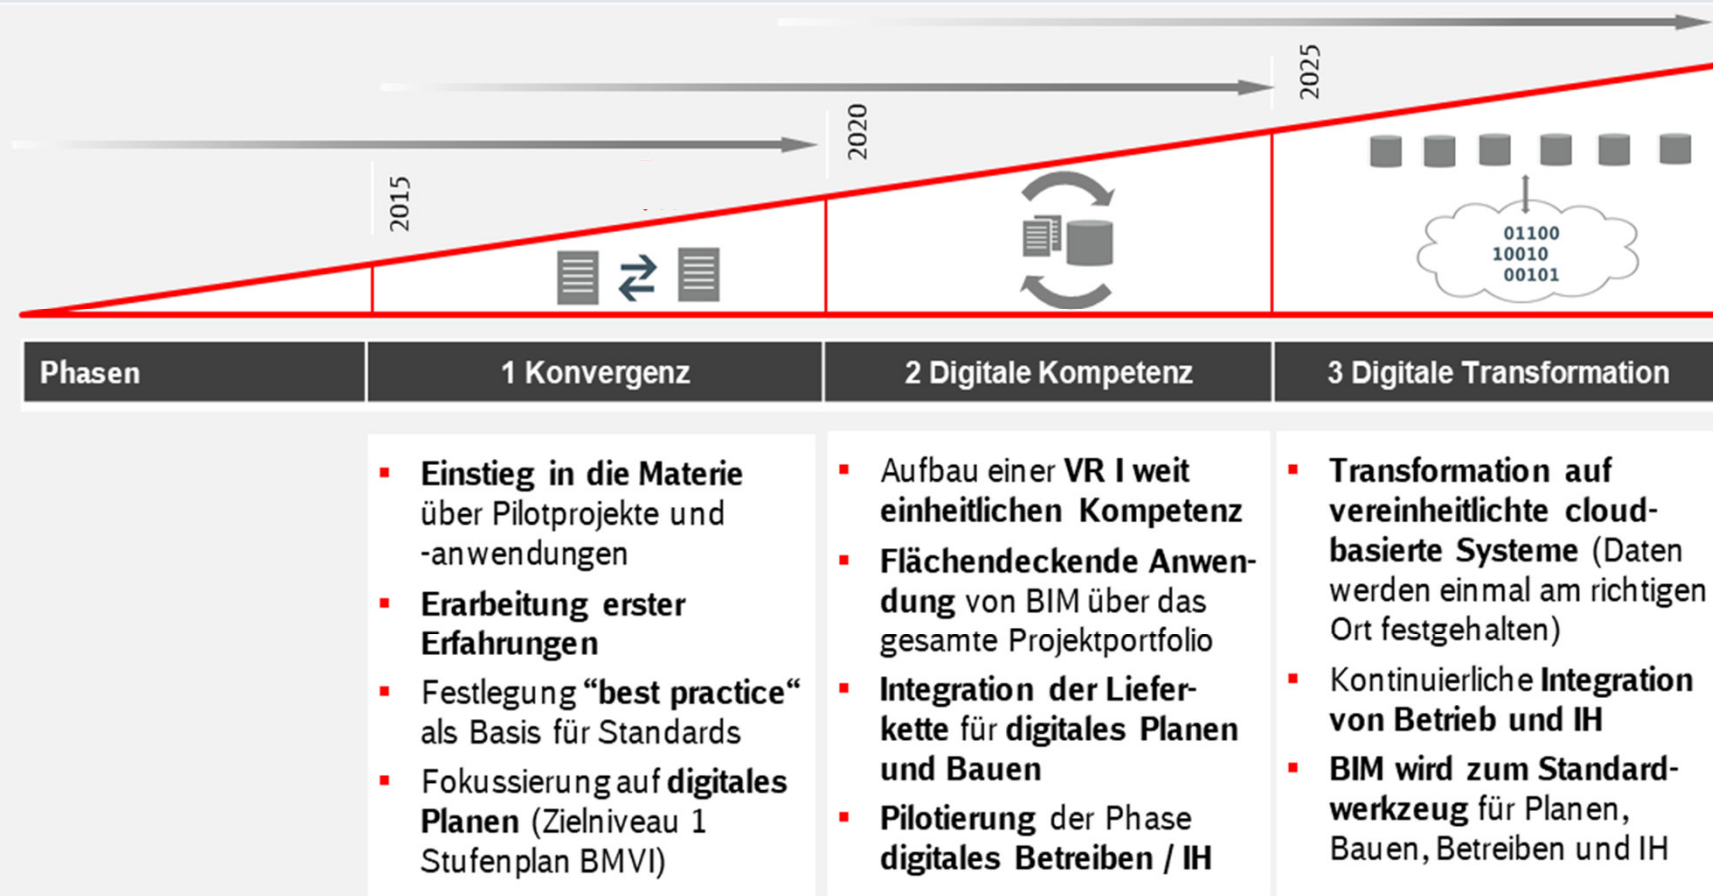 2015
2020
2025
01100
10010
00101
Phasen
1 Konvergenz
2 Digitale Kompetenz
3 Digitale Transformation
Einstieg in die Materie
über Pilotprojekte und
-anwendungen
Erarbeitung erster
Erfahrungen
Festlegung “best practice“
als Basis für Standards
Fokussierung auf digitales
Planen (Zielniveau 1
Stufenplan BMVI)
Aufbau einer VR I weit
einheitlichen Kompetenz
Flächendeckende Anwen-
dung von BIM über das
gesamte Projektportfolio
Integration der Liefer-
kette für digitales Planen
und Bauen
Pilotierung der Phase
digitales Betreiben / IH
Transformation auf
vereinheitlichte cloud-
basierte Systeme (Daten
werden einmal am richtigen
Ort festgehalten)
Kontinuierliche Integration
von Betrieb und IH
BIM wird zum Standard-
werkzeug für Planen,
Bauen, Betreiben und IH